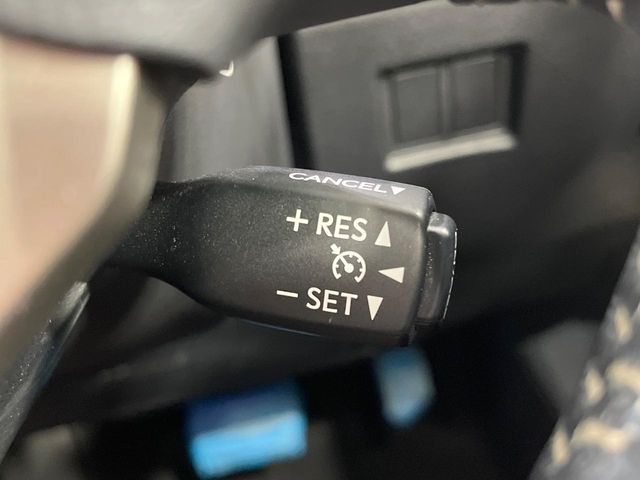 CANCEL▼
+ RES ▲
− SET ▼